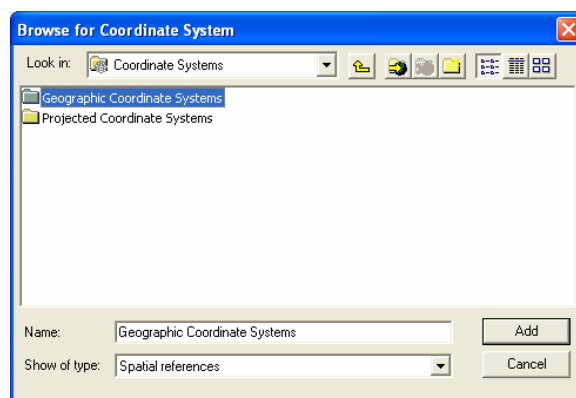 Browse for Coordinate System
Look in: Coordinate Systems
Geographic Coordinate Systems
Projected Coordinate Systems
Name: Geographic Coordinate Systems Add
Show of type: Spatial references Cancel